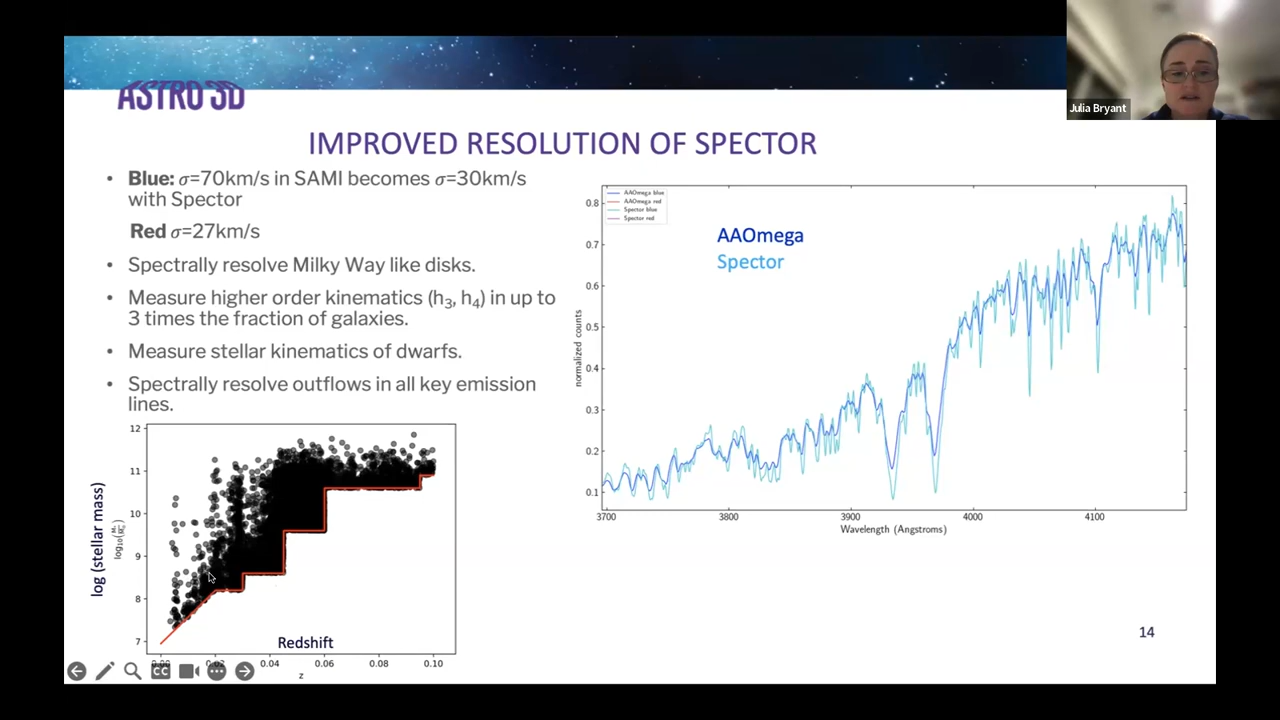 Julia Bryant
ASTRO 3D
IMPROVED RESOLUTION OF SPECTOR
• Blue: σ=70km/s in SAMI becomes σ=30km/s
with Spector
Red σ=27km/s
• Spectrally resolve Milky Way like disks.
• Measure higher order kinematics (h₃, h₄) in up to
3 times the fraction of galaxies.
• Measure stellar kinematics of dwarfs.
• Spectrally resolve outflows in all key emission
lines.
12
11
10
9
8
7
log (stellar mass)
Redshift
0.00 0.02 0.04 0.06 0.08 0.10
z
CC
AAOmega blue
AAOmega red
Spector blue
Spector red
AAOmega
Spector
0.8
0.7
0.6
0.5
0.4
0.3
0.2
0.1
normalized counts
3700 3800 3900 4000 4100
Wavelength (Angstroms)
14